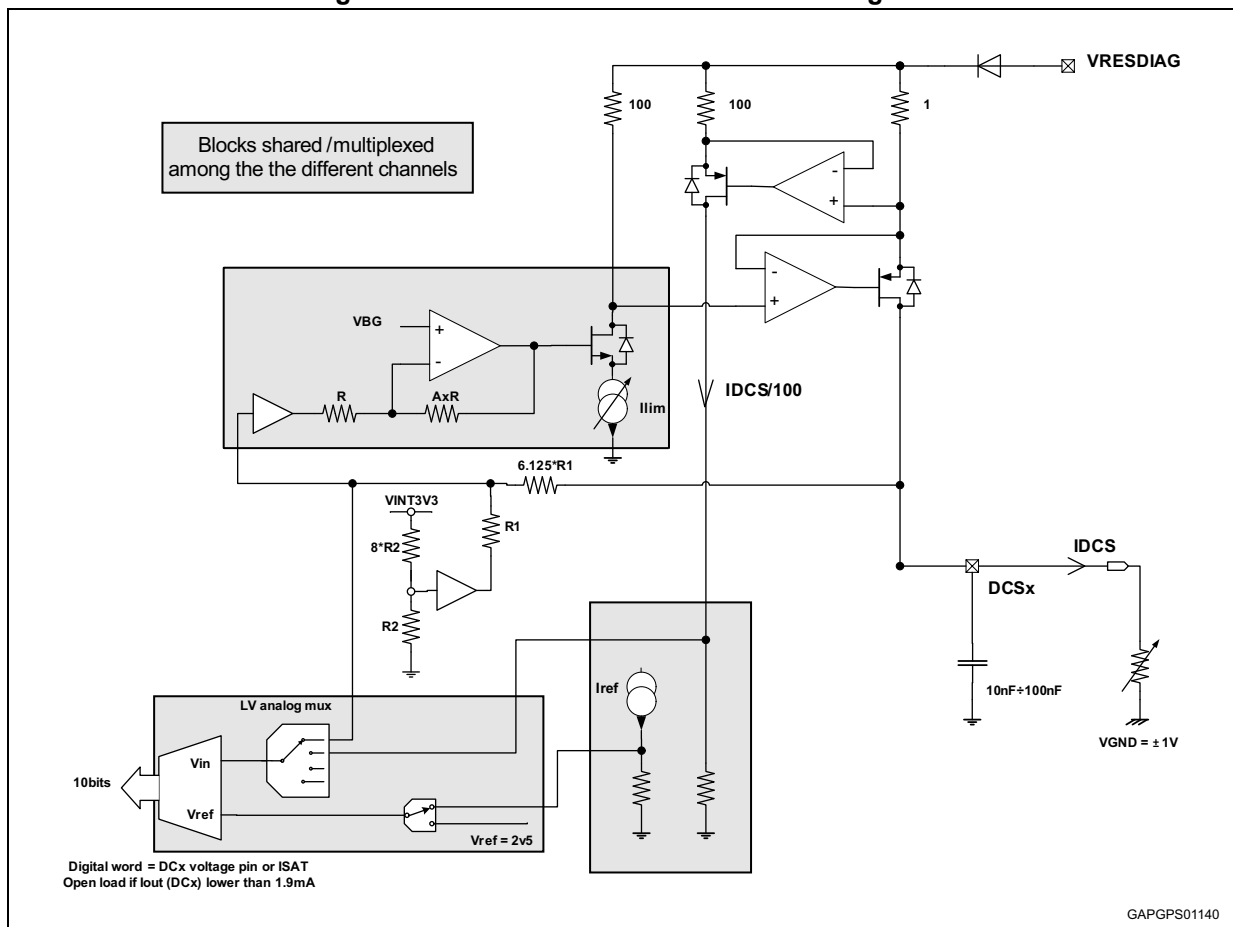 VRESDIAG
100
100
1
Blocks shared /multiplexed
among the the different channels
-
+
-
+
VBG
+
-
R
AxR
Ilim
IDCS/100
6.125*R1
VINT3V3
R1
8*R2
R2
IDCS
DCSx
10nF÷100nF
VGND = ± 1V
Iref
LV analog mux
Vin
10bits
Vref
Vref = 2v5
Digital word = DCx voltage pin or ISAT
Open load if Iout (DCx) lower than 1.9mA
GAPGPS01140